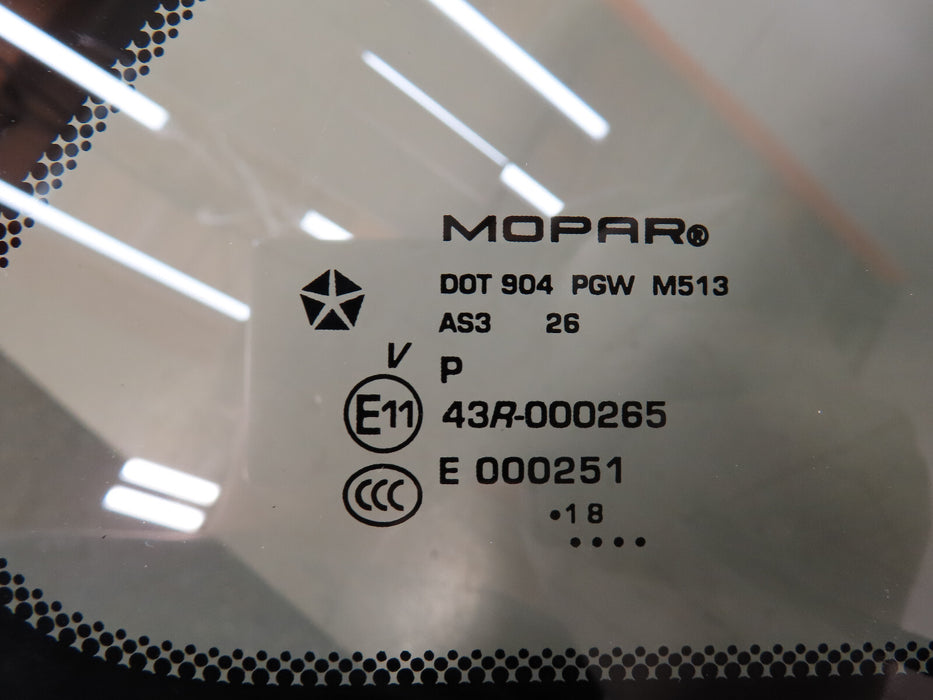 MOPAR®
DOT 904 PGW M513
AS3 26
V P
E11 43R-000265
CCC E 000251
•18
••••